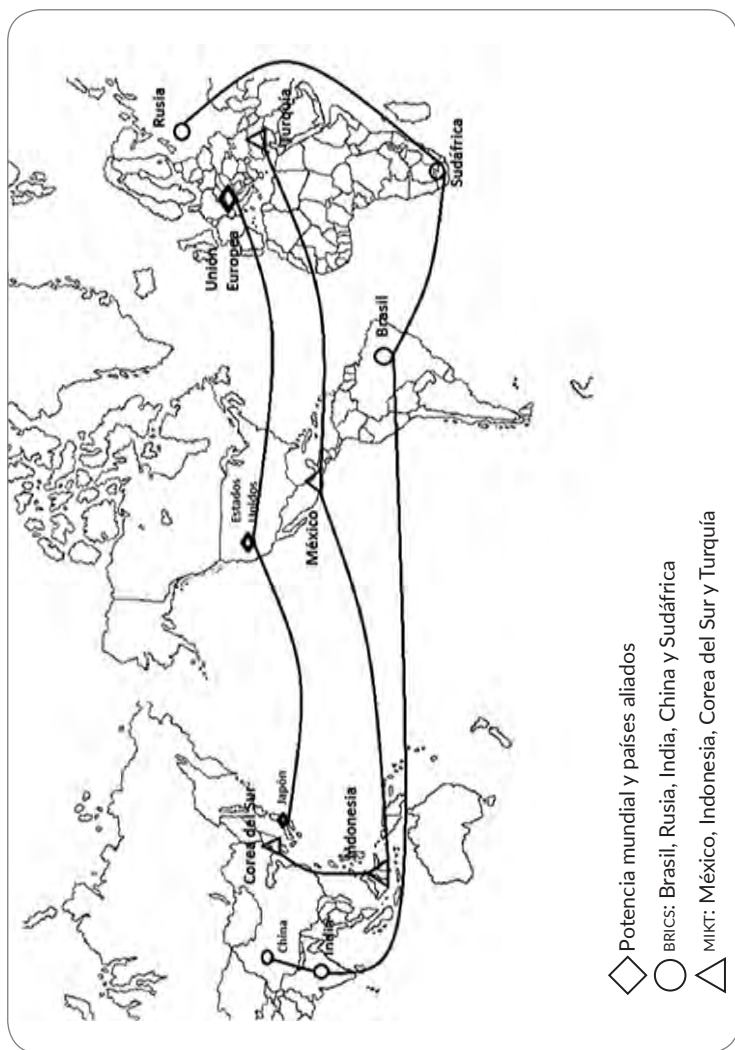 Rusia
Turquía
Unión
Europea
Sudáfrica
Brasil
Estados
Unidos
México
Corea del Sur
Japón
Indonesia
China
India
Potencia mundial y países aliados
BRICS: Brasil, Rusia, India, China y Sudáfrica
MIKT: México, Indonesia, Corea del Sur y Turquía